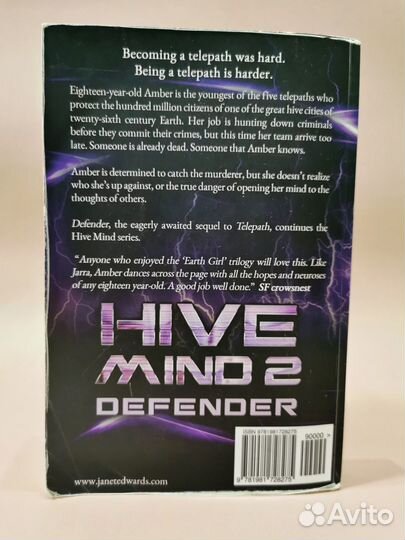 Becoming a telepath was hard.
Being a telepath is harder.
Eighteen-year-old Amber is the youngest of the five telepaths who
protect the hundred million citizens of one of the great hive cities of
twenty-sixth century Earth. Her job is hunting down criminals
before they commit their crimes, but this time her team arrive too
late. Someone is already dead. Someone that Amber knows.
Amber is determined to catch the murderer, but she doesn't realize
who she's up against, or the true danger of opening her mind to the
thoughts of others.
Defender, the eagerly awaited sequel to Telepath, continues the
Hive Mind series.
“Anyone who enjoyed the ‘Earth Girl’ trilogy will love this. Like
Jarra, Amber dances across the page with all the hopes and neuroses
of any eighteen year-old. A good job well done.” SF crowsnest
HIVE
MIND 2
DEFENDER
ISBN 9781981728275
90000 >
9 781981 728275
www.janetedwards.com
Avito